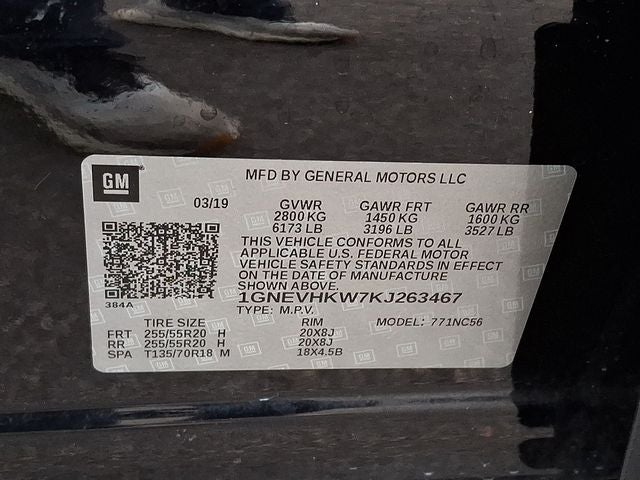 GM
MFD BY GENERAL MOTORS LLC
03/19 GVWR GAWR FRT GAWR RR
2800 KG 1450 KG 1600 KG
6173 LB 3196 LB 3527 LB
THIS VEHICLE CONFORMS TO ALL
APPLICABLE U.S. FEDERAL MOTOR
VEHICLE SAFETY STANDARDS IN EFFECT
ON THE DATE OF MANUFACTURE
SHOWN ABOVE.
384A
1GNEVHKW7KJ263467
TYPE: M.P.V.
TIRE SIZE RIM MODEL: 771NC56
FRT 255/55R20 H 20X8J
RR 255/55R20 H 20X8J
SPA T135/70R18 M 18X4.5B